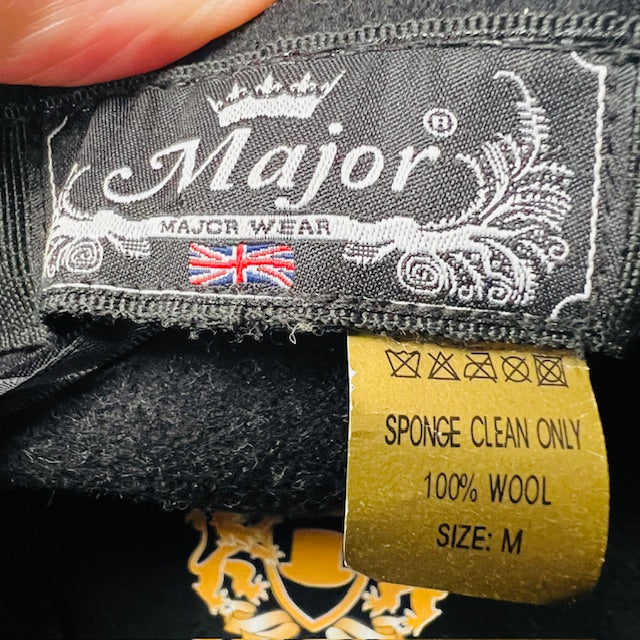 Major®
MAJOR WEAR
SPONGE CLEAN ONLY
100% WOOL
SIZE: M